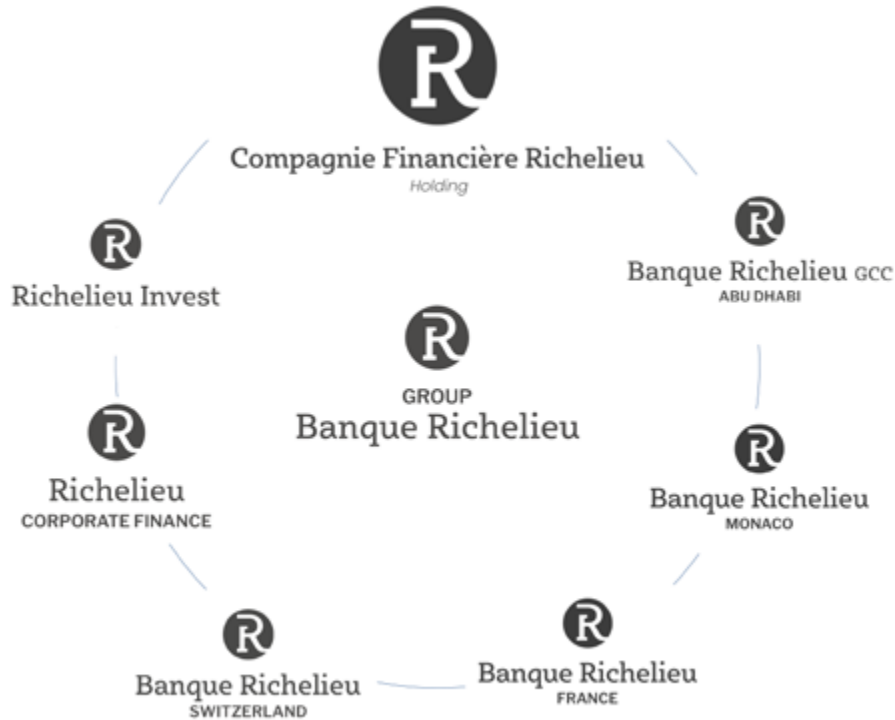 Compagnie Financière Richelieu
Holding
Banque Richelieu GCC
ABU DHABI
Richelieu Invest
GROUP
Banque Richelieu
Richelieu
CORPORATE FINANCE
Banque Richelieu
MONACO
Banque Richelieu
SWITZERLAND
Banque Richelieu
FRANCE